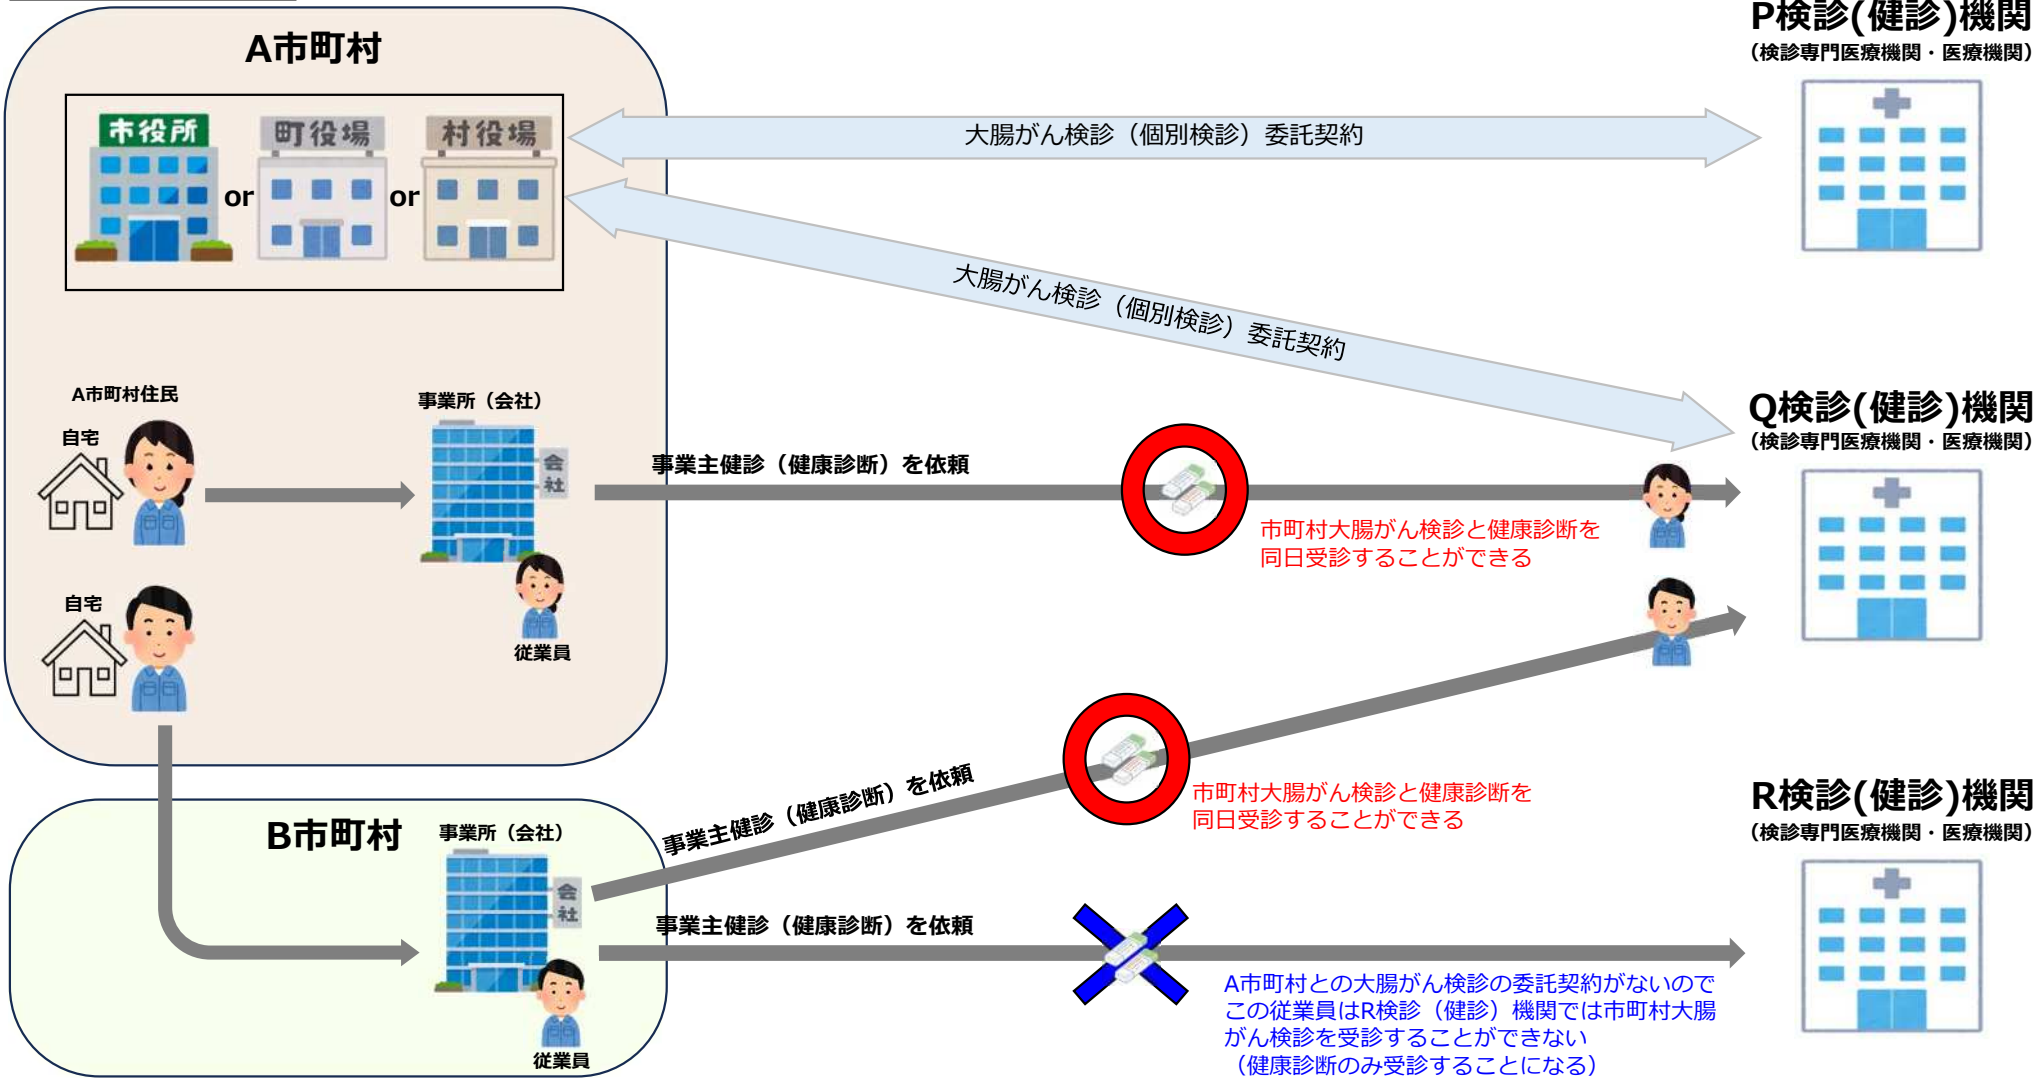 A市町村
市役所
or
町役場
or
村役場
大腸がん検診（個別検診）委託契約
P検診(健診)機関
（検診専門医療機関・医療機関）
大腸がん検診（個別検診）委託契約
A市町村住民
自宅
事業所（会社）
会社
従業員
事業主健診（健康診断）を依頼
市町村大腸がん検診と健康診断を
同日受診することができる
Q検診(健診)機関
（検診専門医療機関・医療機関）
自宅
B市町村
事業所（会社）
会社
従業員
事業主健診（健康診断）を依頼
市町村大腸がん検診と健康診断を
同日受診することができる
事業主健診（健康診断）を依頼
A市町村との大腸がん検診の委託契約がないので
この従業員はR検診（健診）機関では市町村大腸
がん検診を受診することができない
（健康診断のみ受診することになる）
R検診(健診)機関
（検診専門医療機関・医療機関）